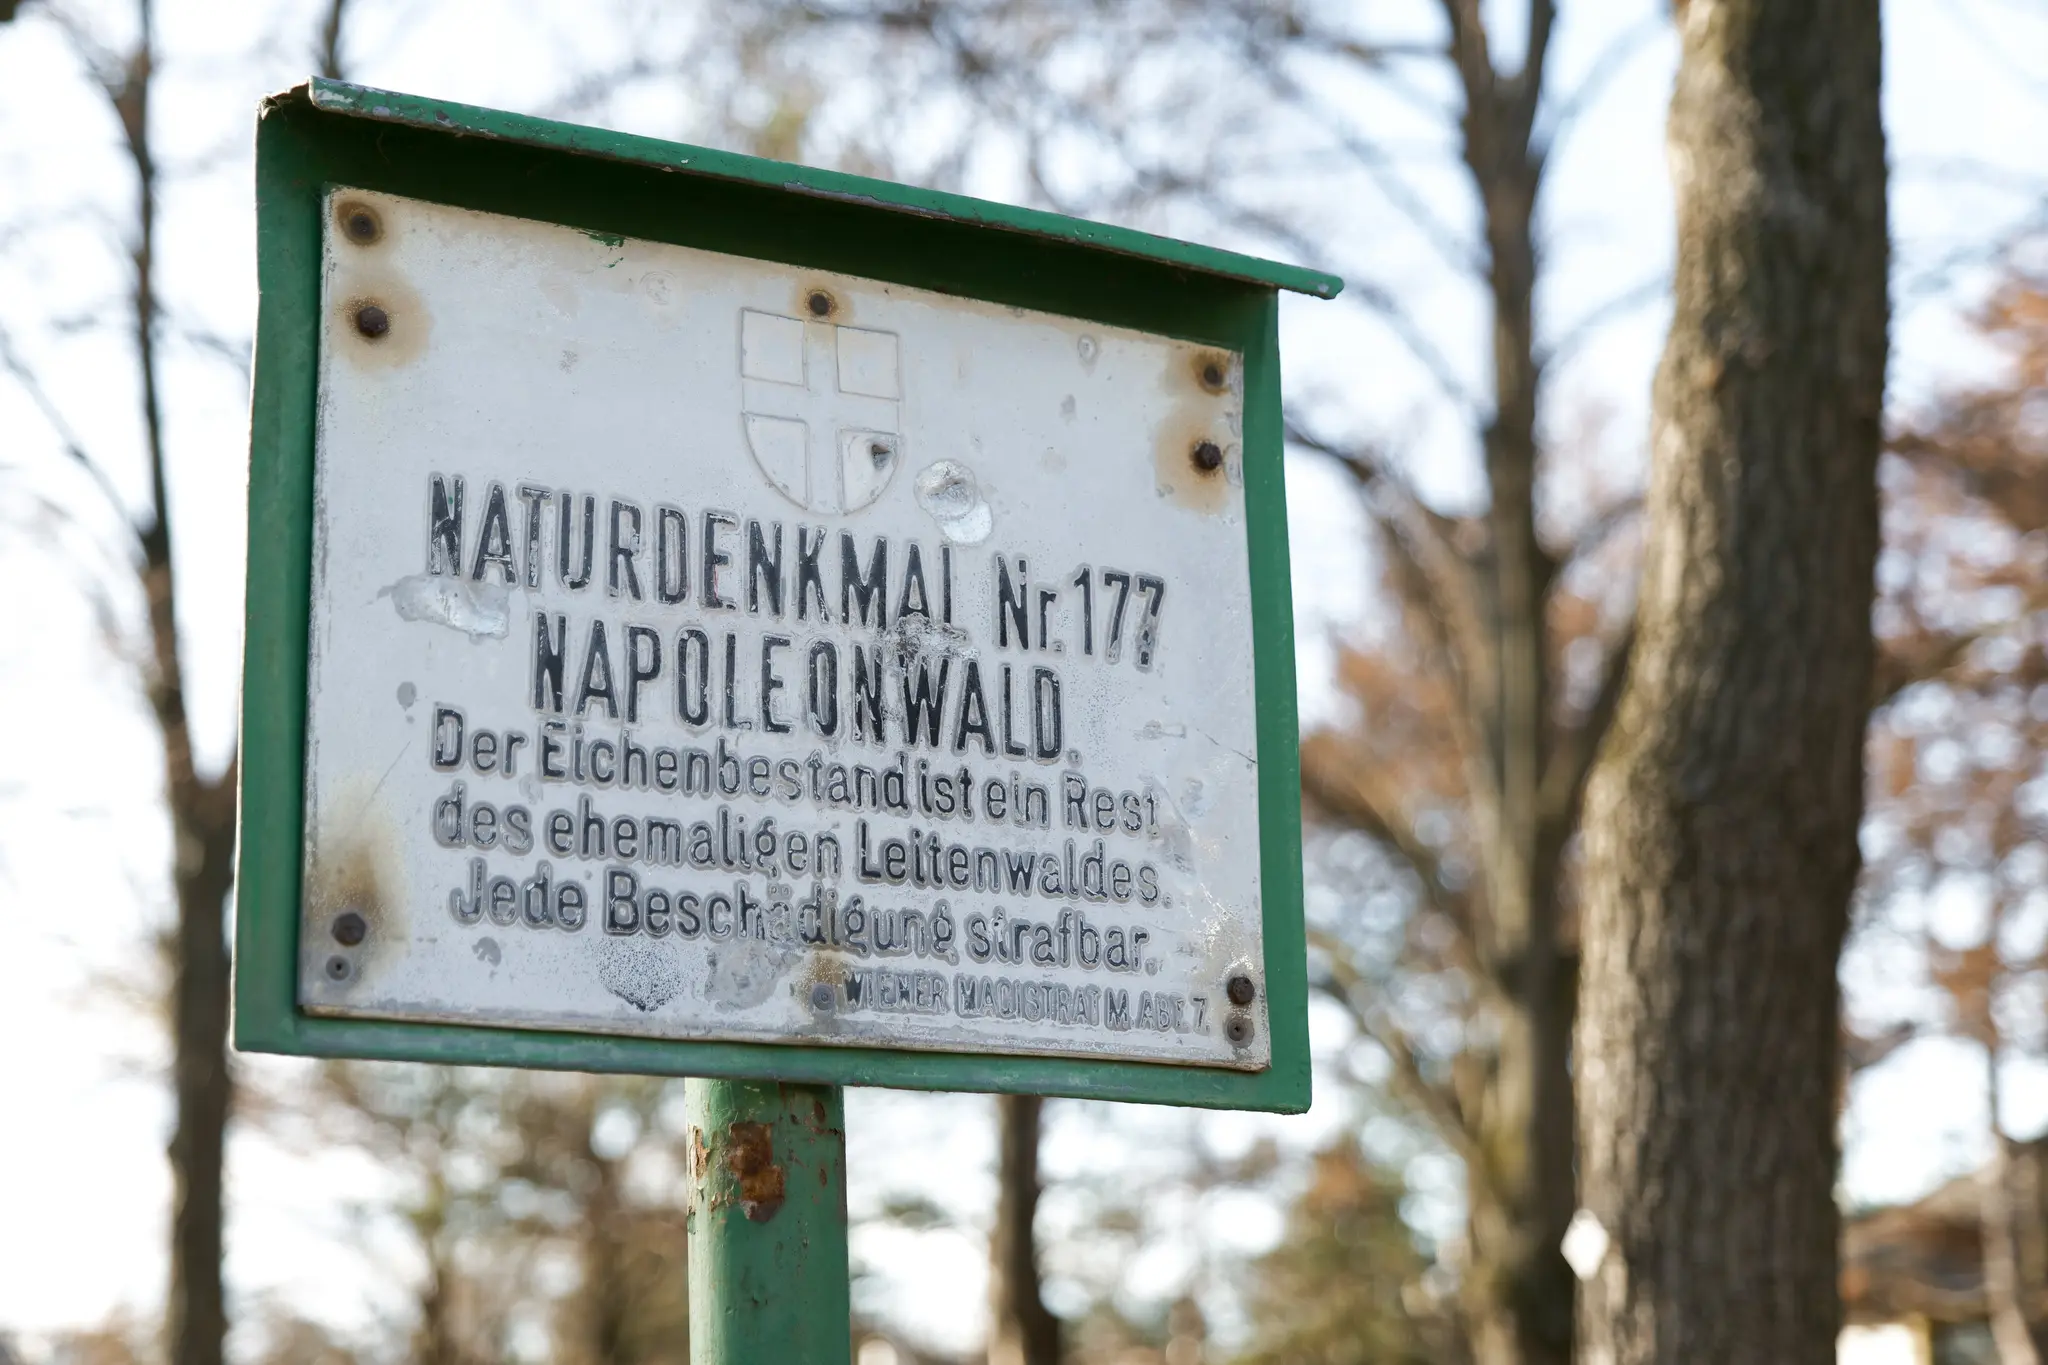 NATURDENKMAL Nr. 177
NAPOLEONWALD.
Der Eichenbestand ist ein Rest
des ehemaligen Leitenwaldes.
Jede Beschädigung strafbar.
WIENER MAGISTRAT M. ABT. 7.